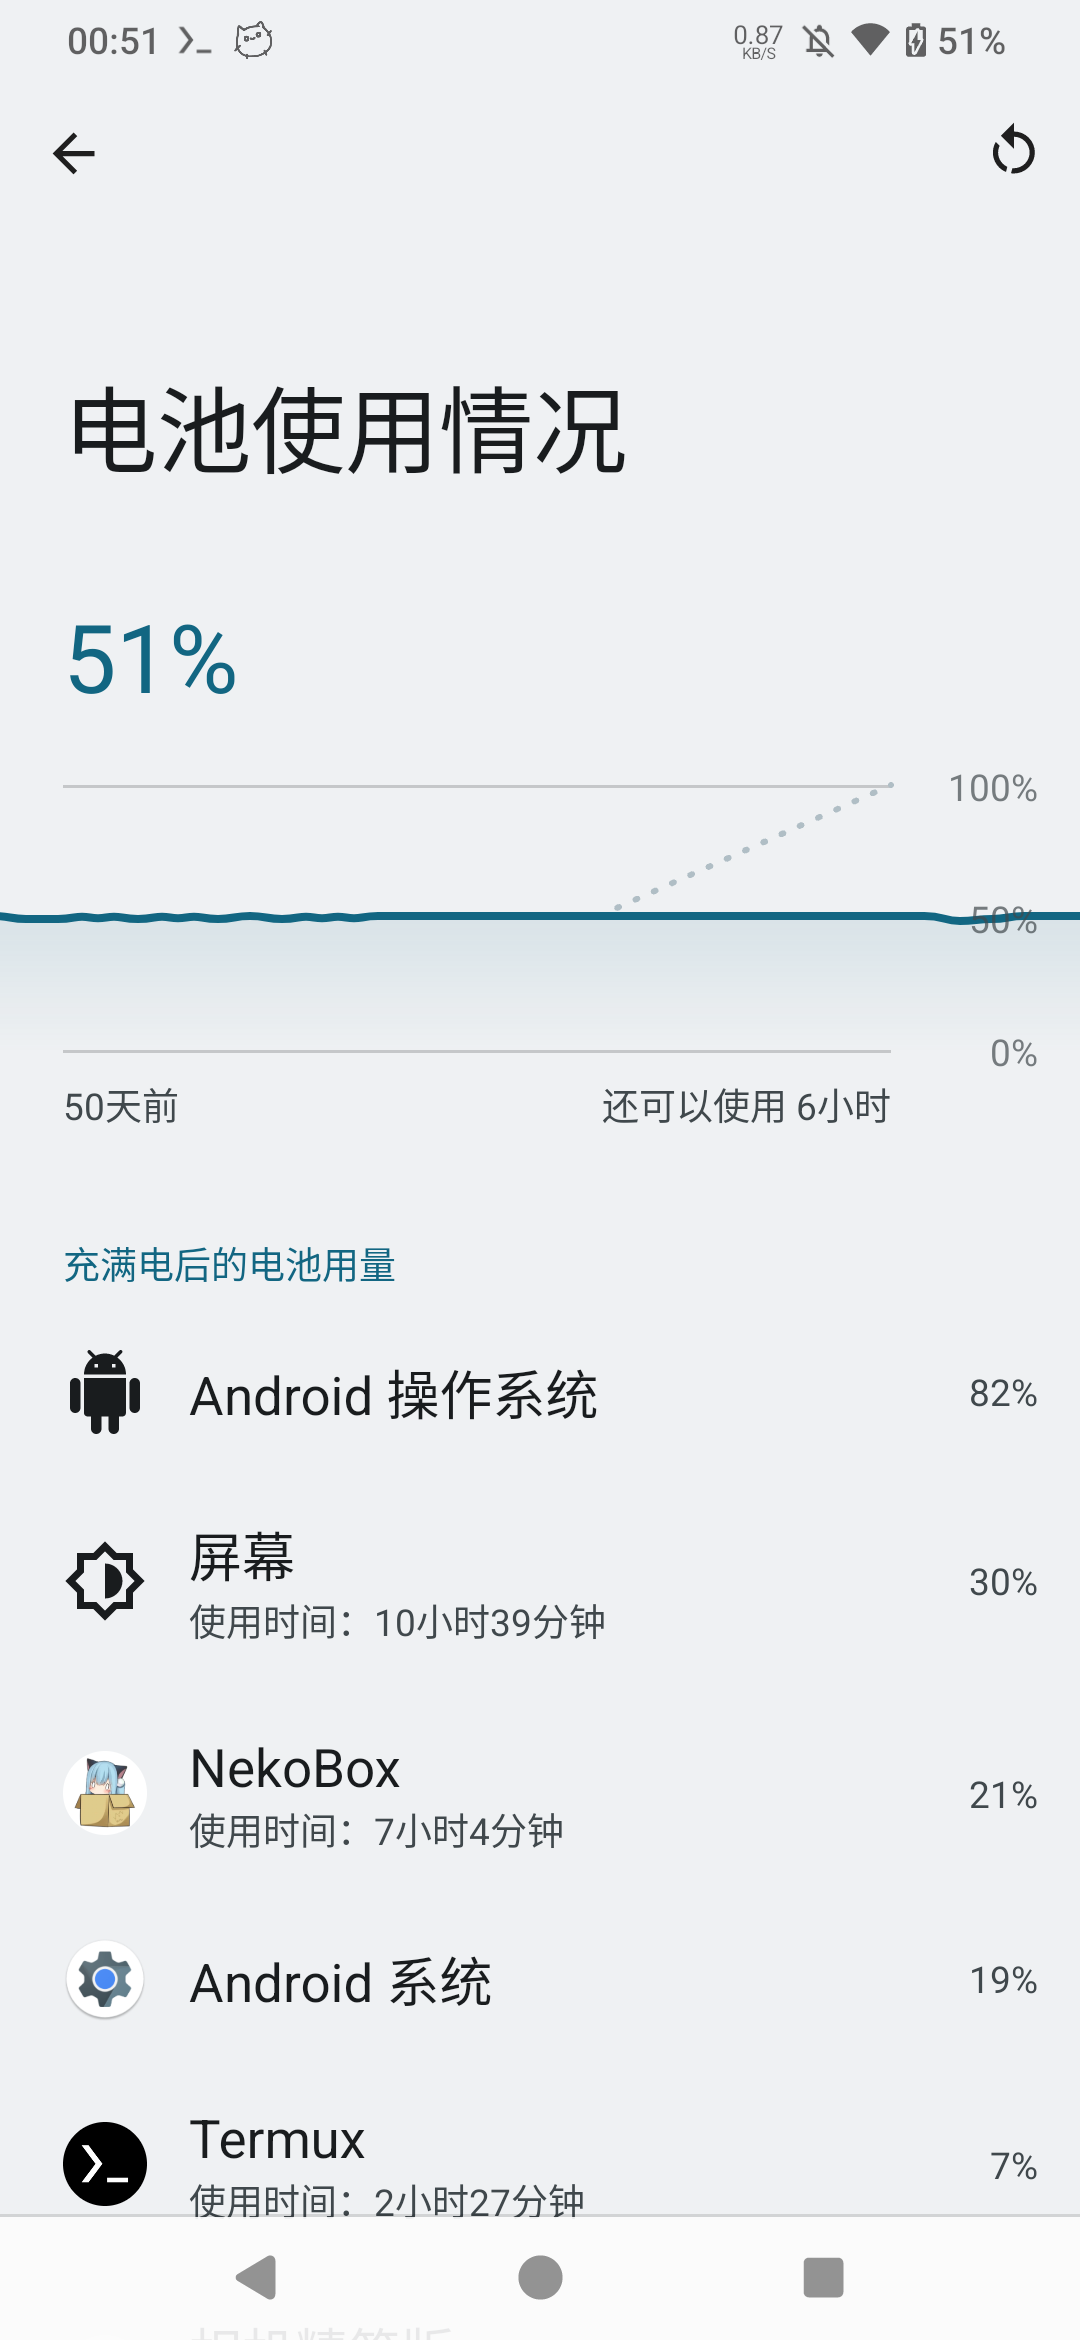 00:51
0.87
KB/S
51%
电池使用情况
51%
100%
50%
0%
50天前
还可以使用 6小时
充满电后的电池用量
Android 操作系统
82%
屏幕
使用时间：10小时39分钟
30%
NekoBox
使用时间：7小时4分钟
21%
Android 系统
19%
Termux
使用时间：2小时27分钟
7%